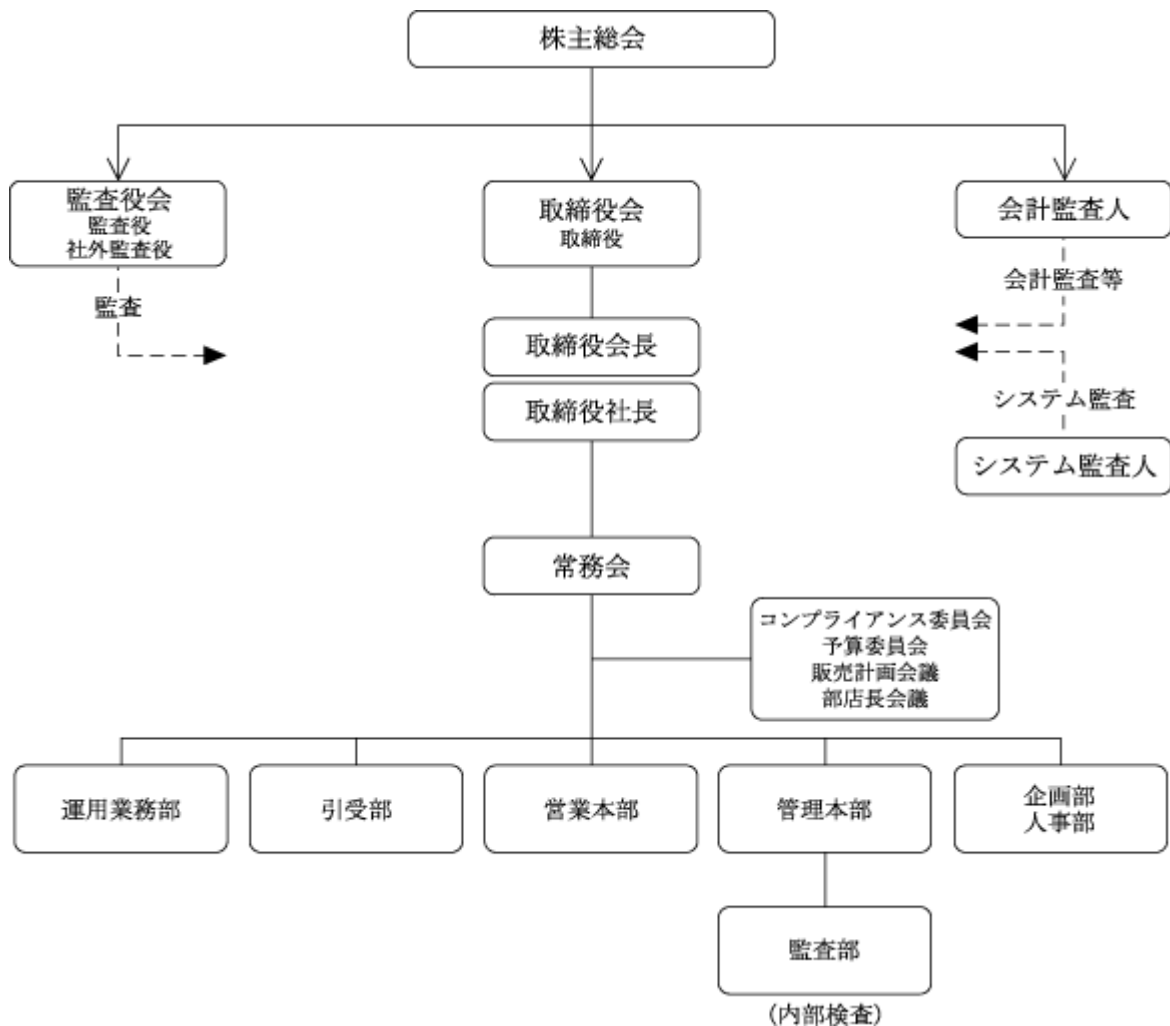 株主総会
監査役会
監査役
社外監査役
取締役会
取締役
会計監査人
監査
会計監査等
取締役会長
取締役社長
システム監査
システム監査人
常務会
コンプライアンス委員会
予算委員会
販売計画会議
部店長会議
運用業務部
引受部
営業本部
管理本部
企画部
人事部
監査部
(内部検査)